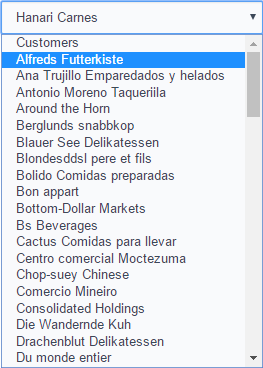 Hanari Carnes
Customers
Alfreds Futterkiste
Ana Trujillo Emparedados y helados
Antonio Moreno Taquerilla
Around the Horn
Berglunds snabbkop
Blauer See Delikatessen
Blondesddsl pere et fils
Bolido Comidas preparadas
Bon appart
Bottom-Dollar Markets
Bs Beverages
Cactus Comidas para llevar
Centro comercial Moctezuma
Chop-suey Chinese
Comercio Mineiro
Consolidated Holdings
Die Wandernde Kuh
Drachenblut Delikatessen
Du monde entier